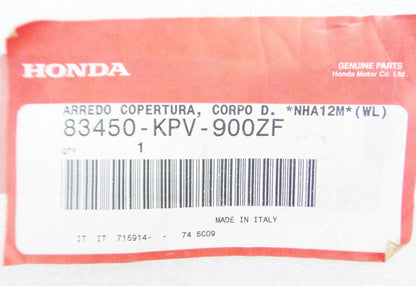 HONDA
GENUINE PARTS
Honda Motor Co. Ltd
ARREDO COPERTURA, CORPO D. *NHA12M*(WL)
83450-KPV-900ZF
QTY 1
MADE IN ITALY
IT IT 715914- - 74 5C09